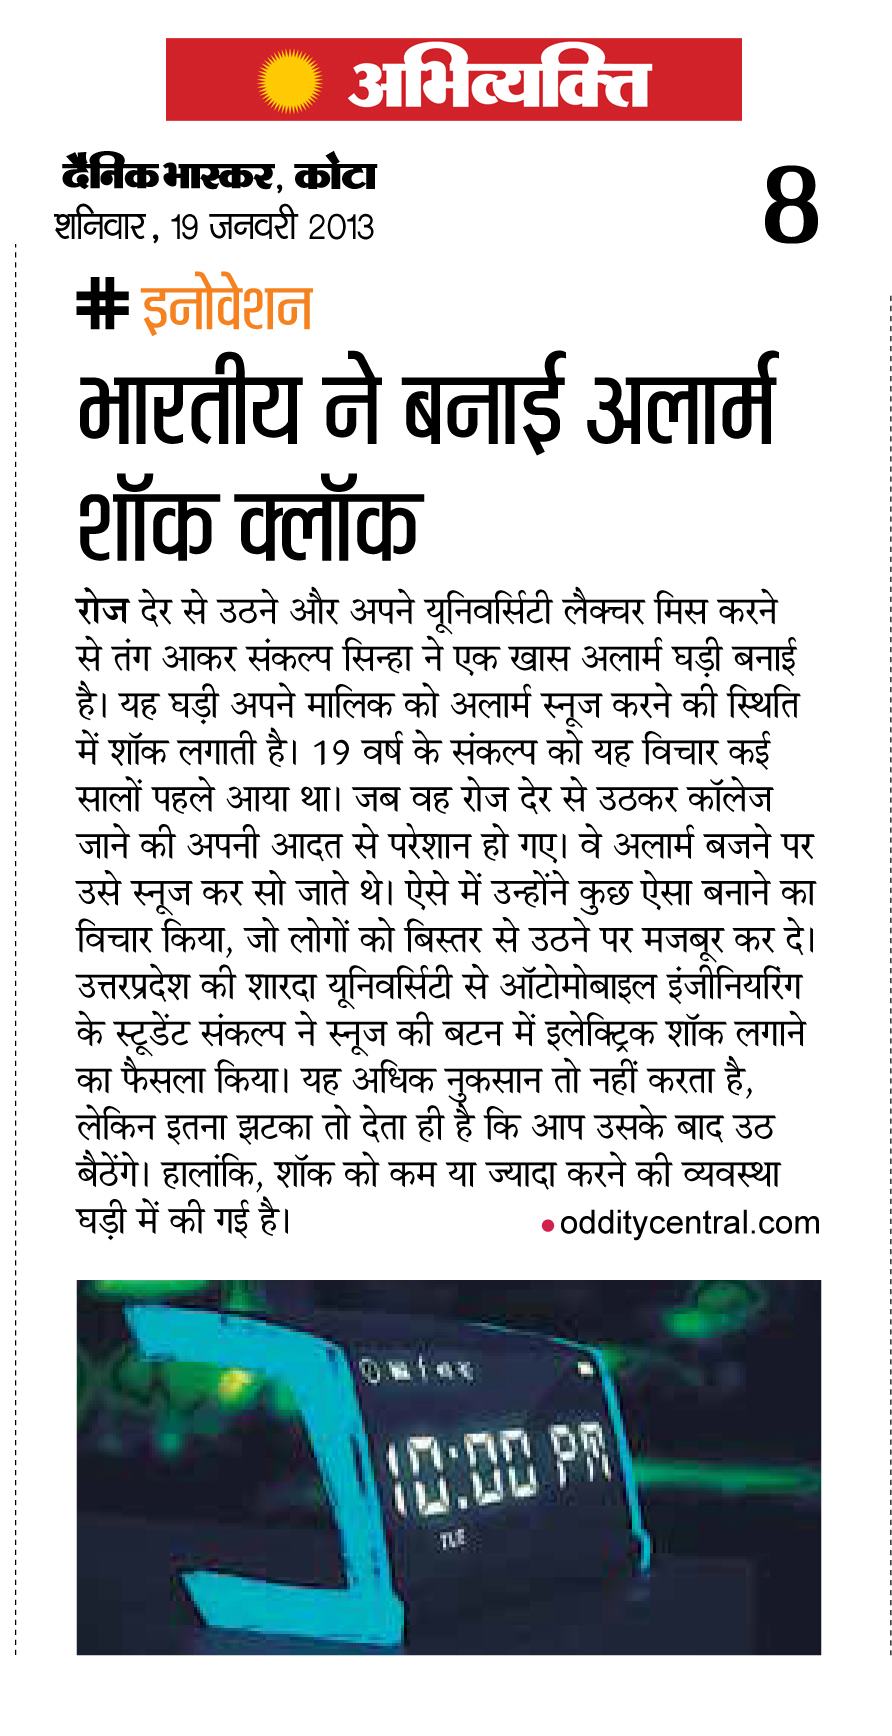 अभिव्यक्ति
दैनिक भास्कर, कोटा
शनिवार, 19 जनवरी 2013
8
# इनोवेशन
भारतीय ने बनाई अलार्म
शॉक क्लॉक
रोज देर से उठने और अपने यूनिवर्सिटी लैक्चर मिस करने
से तंग आकर संकल्प सिन्हा ने एक खास अलार्म घड़ी बनाई
है। यह घड़ी अपने मालिक को अलार्म स्नूज करने की स्थिति
में शॉक लगाती है। 19 वर्ष के संकल्प को यह विचार कई
सालों पहले आया था। जब वह रोज देर से उठकर कॉलेज
जाने की अपनी आदत से परेशान हो गए। वे अलार्म बजने पर
उसे स्नूज कर सो जाते थे। ऐसे में उन्होंने कुछ ऐसा बनाने का
विचार किया, जो लोगों को बिस्तर से उठने पर मजबूर कर दे।
उत्तरप्रदेश की शारदा यूनिवर्सिटी से ऑटोमोबाइल इंजीनियरिंग
के स्टूडेंट संकल्प ने स्नूज की बटन में इलेक्ट्रिक शॉक लगाने
का फैसला किया। यह अधिक नुकसान तो नहीं करता है,
लेकिन इतना झटका तो देता ही है कि आप उसके बाद उठ
बैठेंगे। हालांकि, शॉक को कम या ज्यादा करने की व्यवस्था
घड़ी में की गई है। •odditycentral.com
10:00 PM
TUE